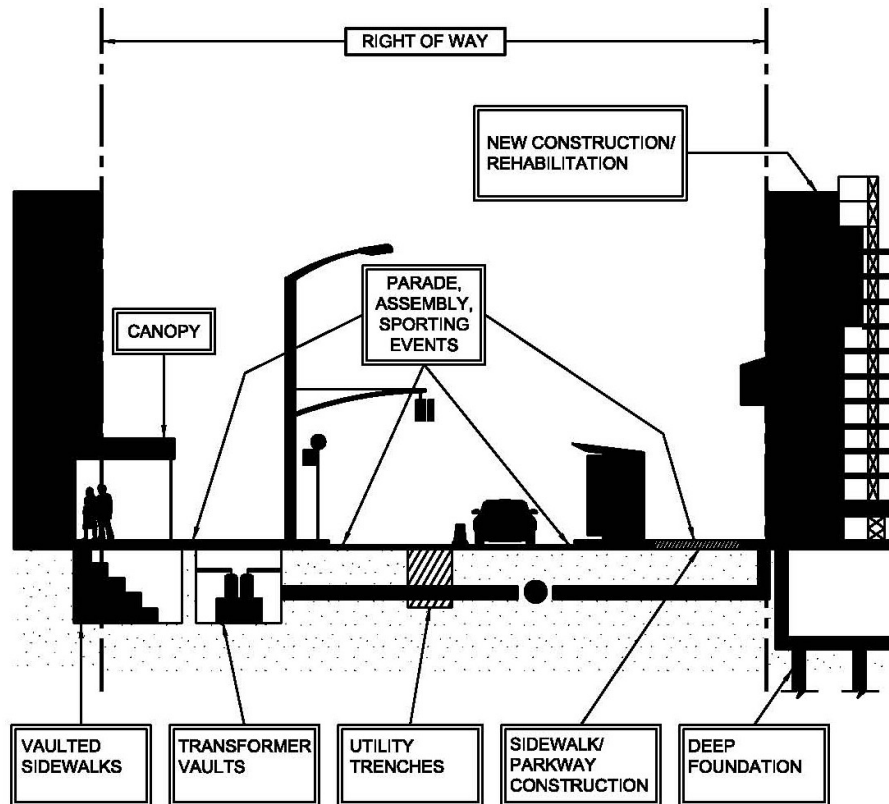 RIGHT OF WAY
NEW CONSTRUCTION/
REHABILITATION
PARADE,
ASSEMBLY,
SPORTING
EVENTS
CANOPY
VAULTED
SIDEWALKS
TRANSFORMER
VAULTS
UTILITY
TRENCHES
SIDEWALK/
PARKWAY
CONSTRUCTION
DEEP
FOUNDATION